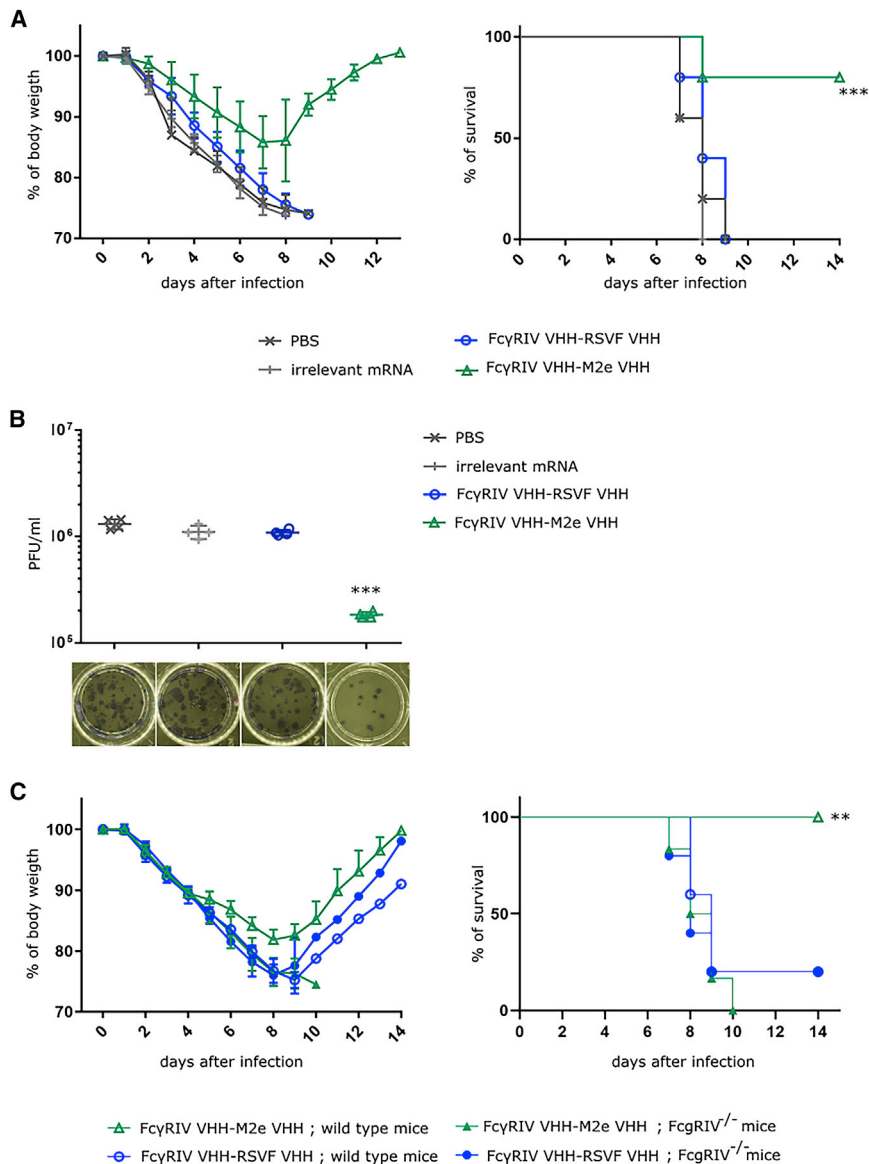 A
% of body weigth
100
90
80
70
0 2 4 6 8 10 12
days after infection
% of survival
100
50
0
0 2 4 6 8 10 12 14
days after infection
***
PBS
irrelevant mRNA
FcγRIV VHH-RSVF VHH
FcγRIV VHH-M2e VHH
B
PFU/ml
10⁷
10⁶
10⁵
***
PBS
irrelevant mRNA
FcγRIV VHH-RSVF VHH
FcγRIV VHH-M2e VHH
C
% of body weigth
100
90
80
70
0 2 4 6 8 10 12 14
days after infection
% of survival
100
50
0
0 2 4 6 8 10 12 14
days after infection
**
FcγRIV VHH-M2e VHH ; wild type mice
FcγRIV VHH-M2e VHH ; FcgRIV-/- mice
FcγRIV VHH-RSVF VHH ; wild type mice
FcγRIV VHH-RSVF VHH ; FcgRIV-/- mice